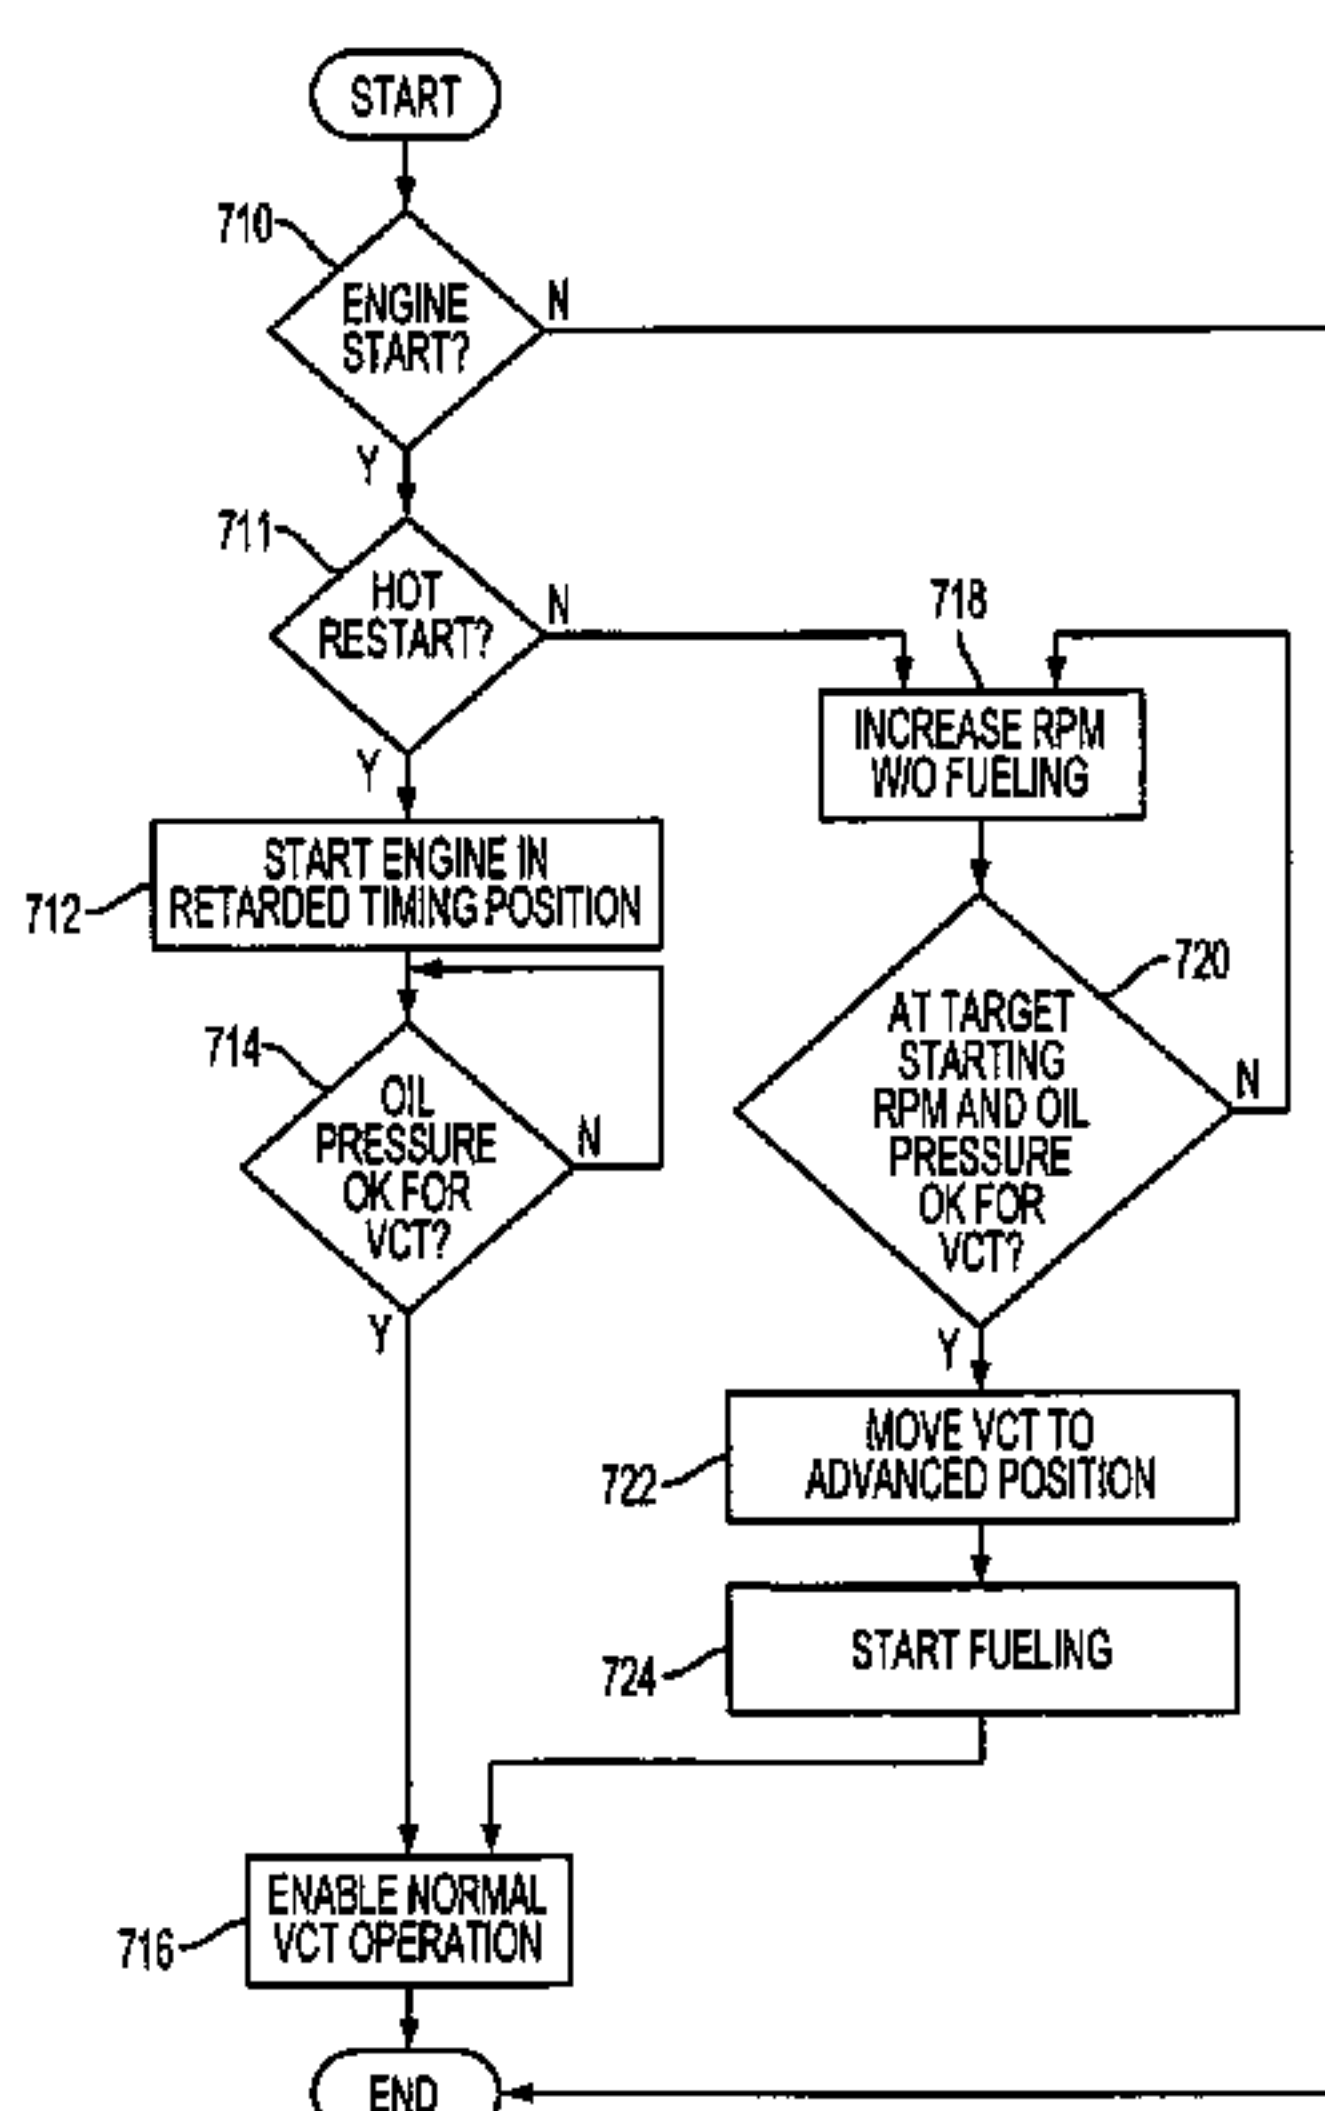 START
710
ENGINE
START?
N
Y
711
HOT
RESTART?
N
Y
718
INCREASE RPM
W/O FUELING
712
START ENGINE IN
RETARDED TIMING POSITION
714
OIL
PRESSURE
OK FOR
VCT?
N
Y
720
AT TARGET
STARTING
RPM AND OIL
PRESSURE
OK FOR
VCT?
N
Y
722
MOVE VCT TO
ADVANCED POSITION
724
START FUELING
716
ENABLE NORMAL
VCT OPERATION
END